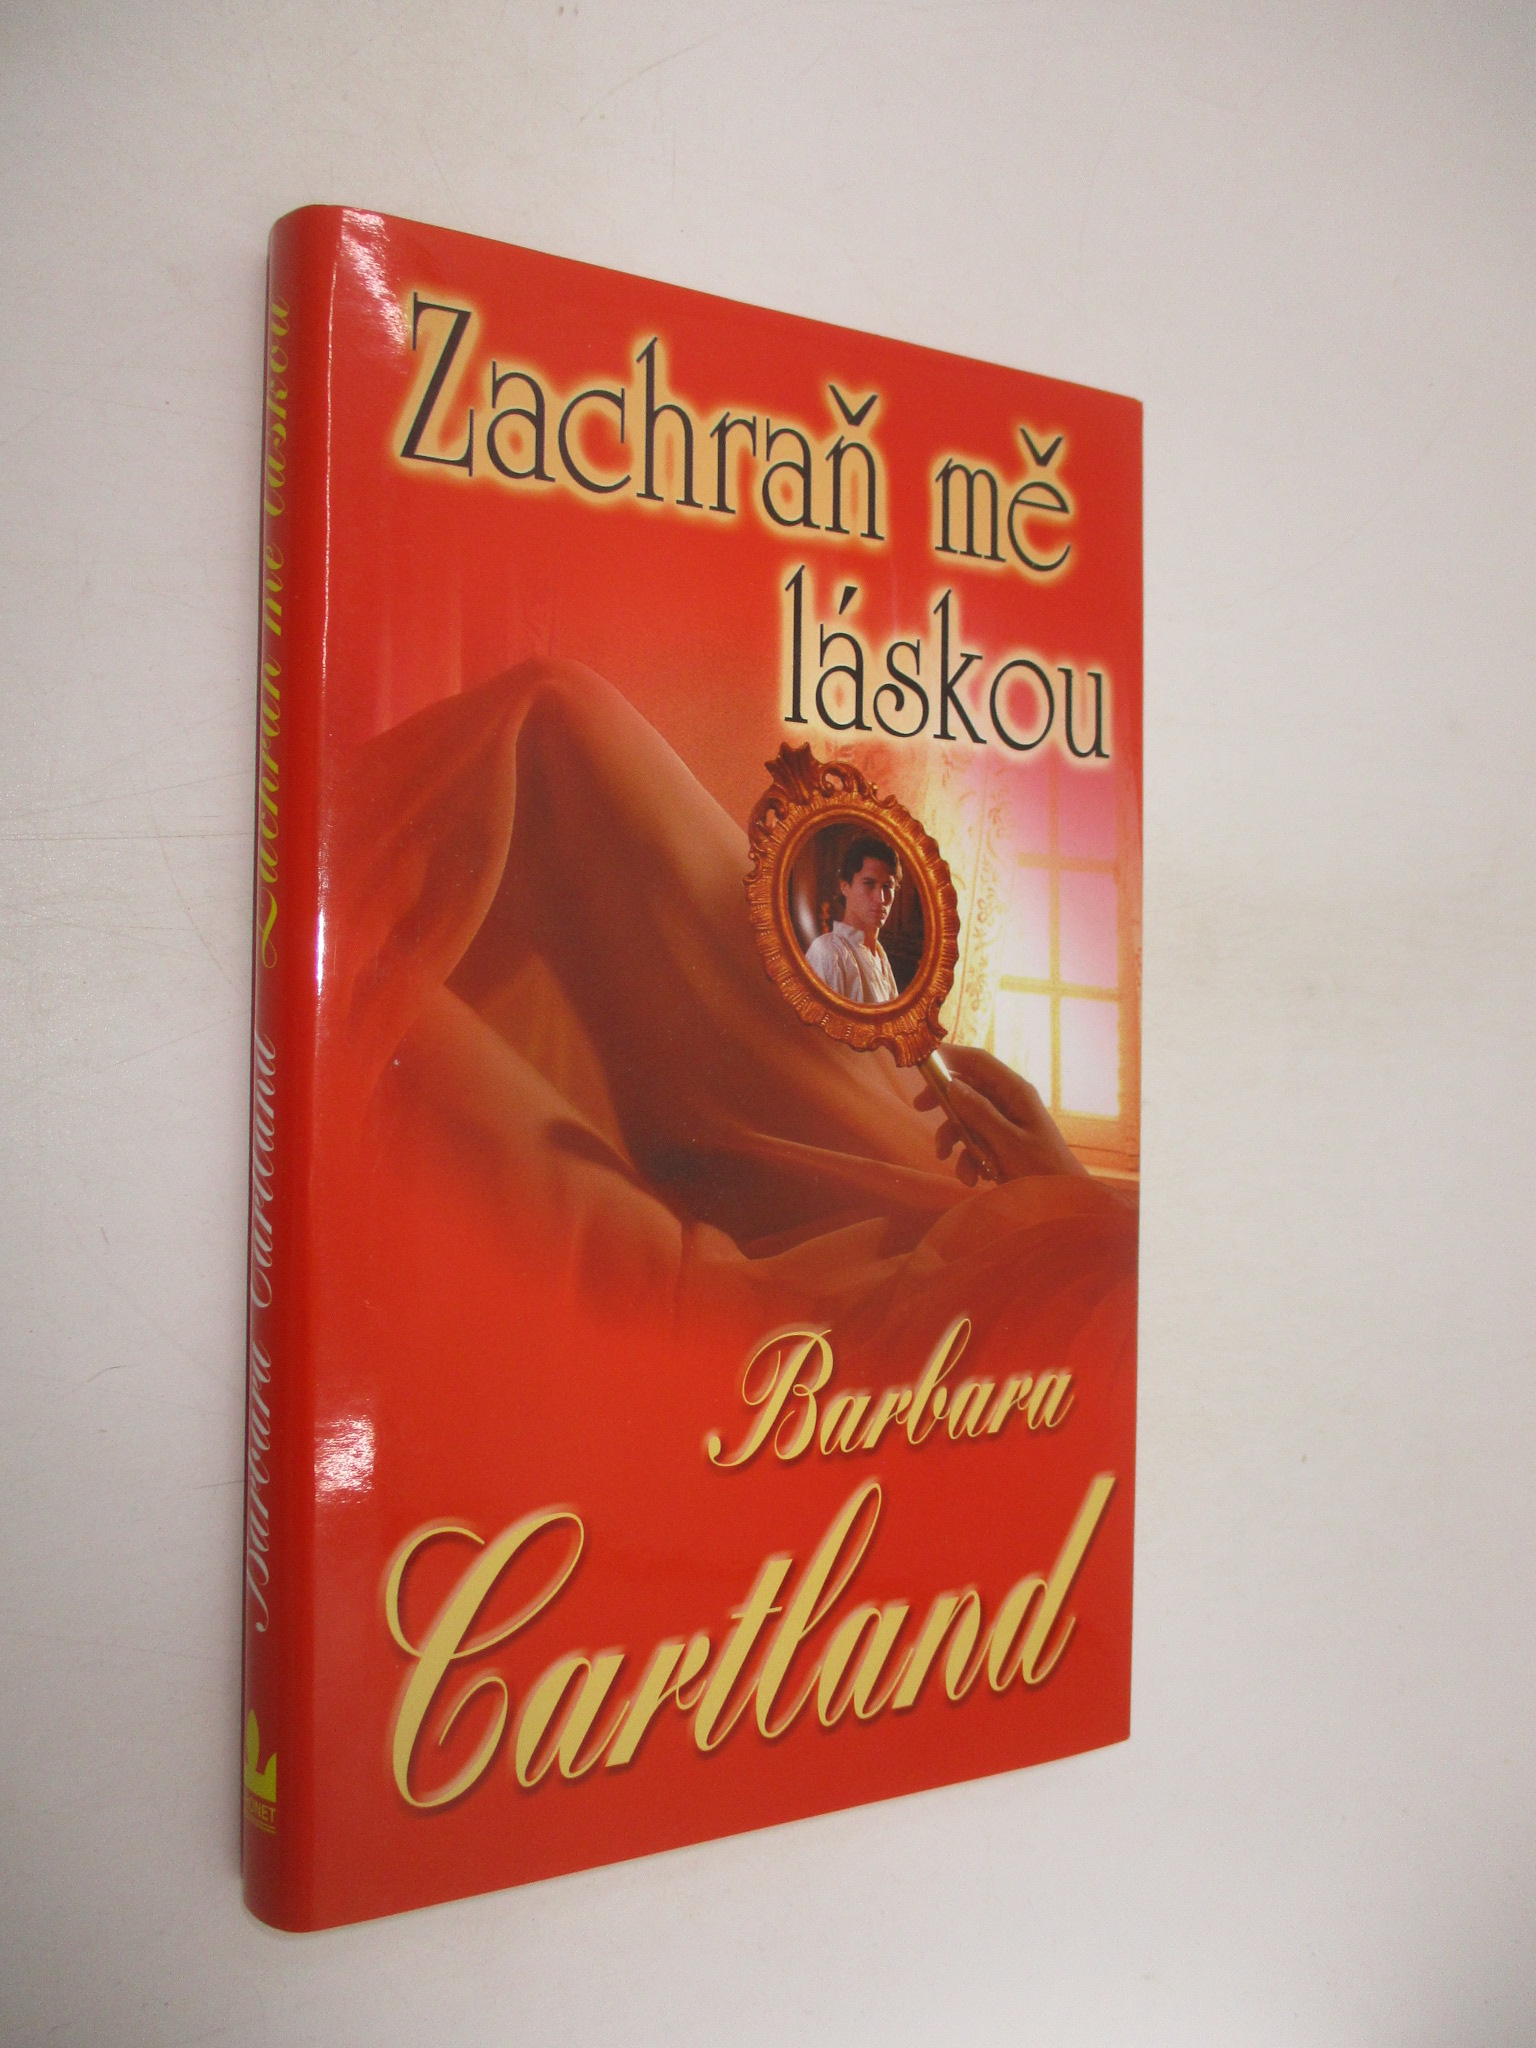 Zachraň mě
láskou
Barbara
Cartland
Barbara Cartland Zachraň mě láskou